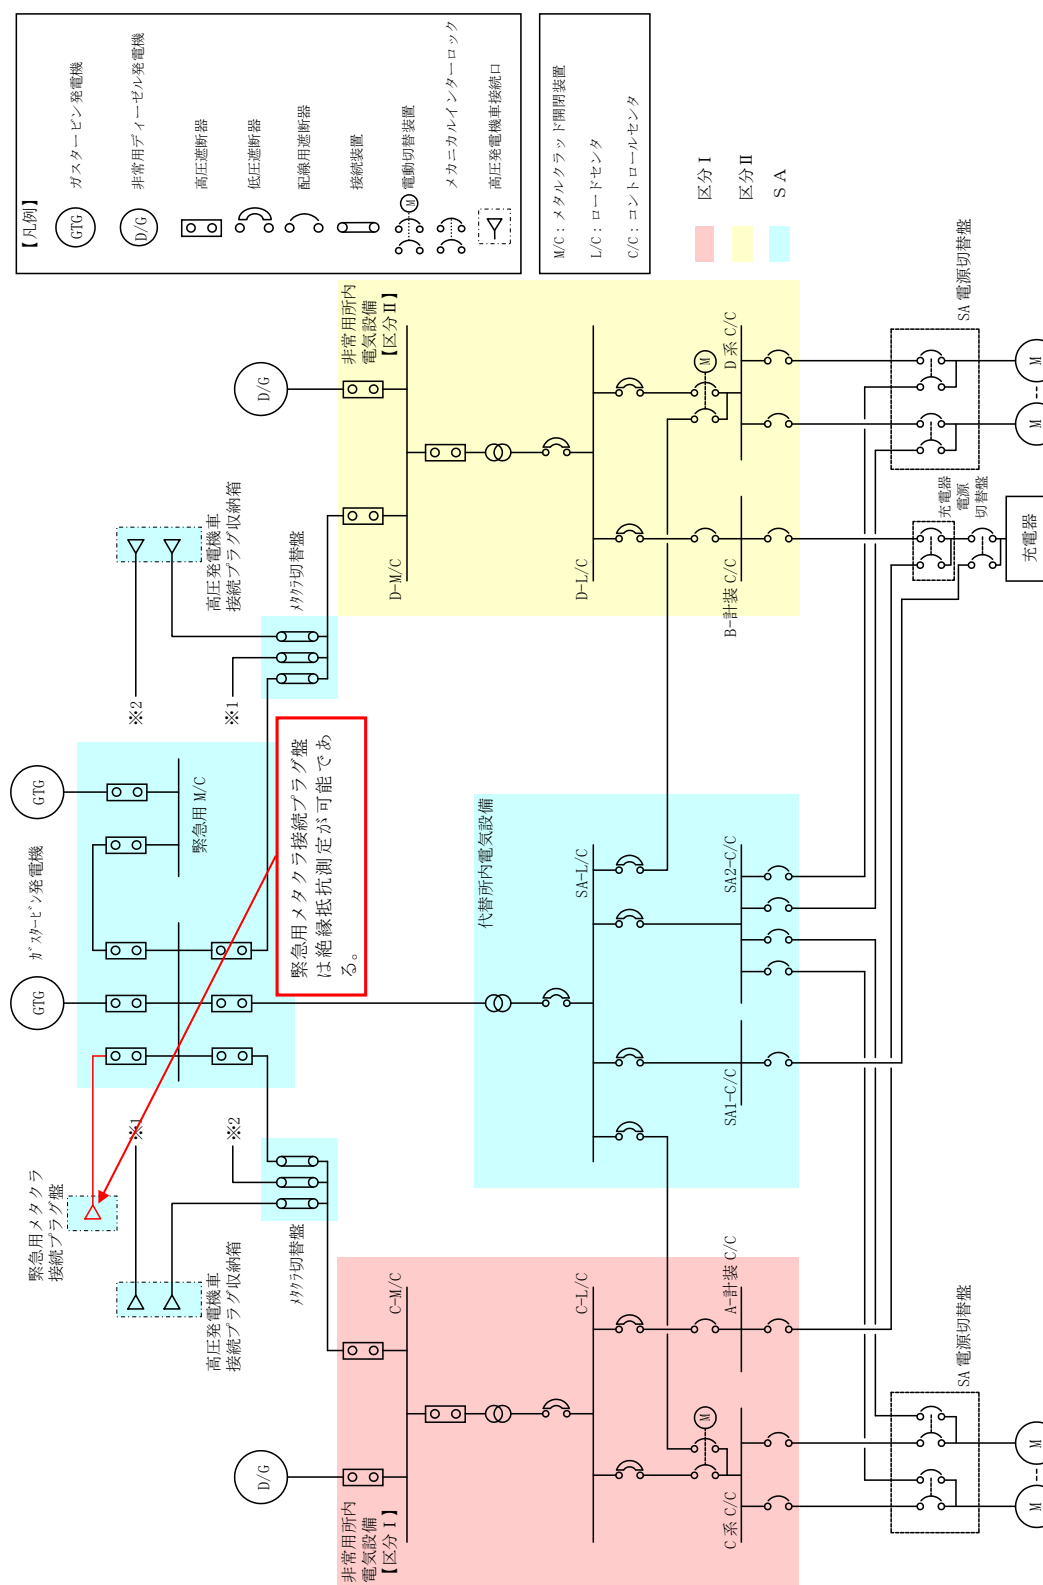 【凡例】
GTG
ガスタービン発電機
D/G
非常用ディーゼル発電機
高圧遮断器
低圧遮断器
配線用遮断器
接続装置
M
電動切替装置
メカニカルインターロック
高圧発電機車接続口
M/C：メタルクラッド開閉装置
L/C：ロードセンタ
C/C：コントロールセンタ
区分Ⅰ
区分Ⅱ
ＳＡ
緊急用メタクラ
接続プラグ盤
GTG
ｶﾞｽﾀｰﾋﾞﾝ発電機
GTG
緊急用 M/C
※1
※2
高圧発電機車
接続プラグ収納箱
ﾒﾀｸﾗ切替盤
緊急用メタクラ接続プラグ盤
は絶縁抵抗測定が可能であ
る。
※2
※1
高圧発電機車
接続プラグ収納箱
ﾒﾀｸﾗ切替盤
D/G
非常用所内
電気設備
【区分Ⅰ】
C-M/C
C-L/C
M
C 系 C/C
A-計装 C/C
代替所内電気設備
SA-L/C
SA1-C/C
SA2-C/C
D/G
非常用所内
電気設備
【区分Ⅱ】
D-M/C
D-L/C
B-計装 C/C
M
D 系 C/C
SA 電源切替盤
M
M
充電器
電源
切替盤
充電器
SA 電源切替盤
M
M